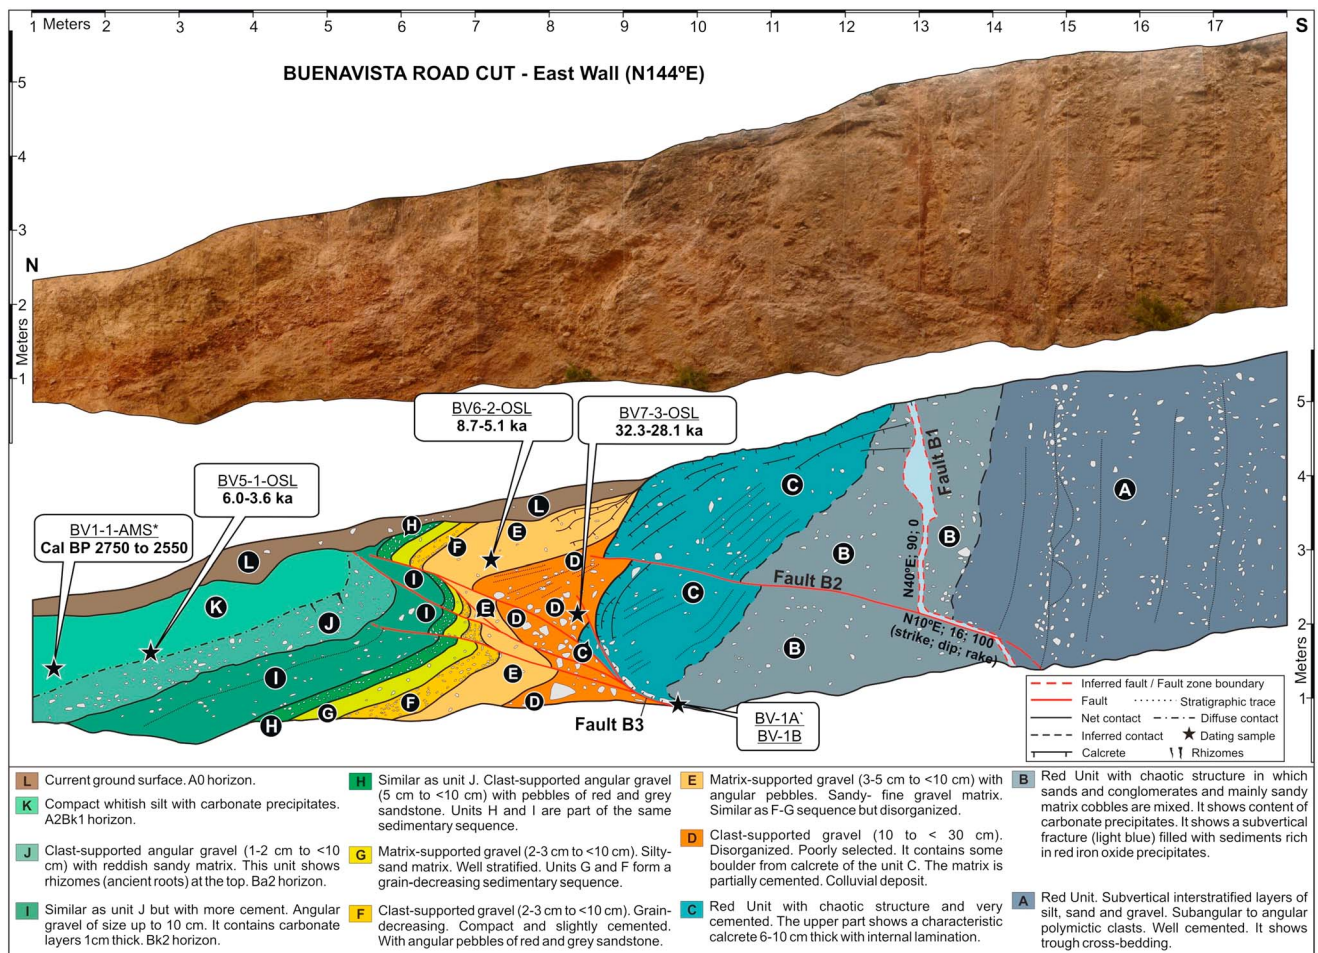 1 Meters 2 3 4 5 6 7 8 9 10 11 12 13 14 15 16 17 S
BUENAVISTA ROAD CUT - East Wall (N144ºE)
5
4
3
N
2
Meters
1
BV6-2-OSL
8.7-5.1 ka
BV7-3-OSL
32.3-28.1 ka
BV5-1-OSL
6.0-3.6 ka
BV1-1-AMS*
Cal BP 2750 to 2550
5
4
3
2
Meters
1
L
L
K
J
I
I
I
H
H
G
F
F
E
E
E
D
D
D
D
C
C
C
B
B
B
A
Fault B1
N40ºE; 90; 0
Fault B2
N10ºE; 16; 100
(strike; dip; rake)
Fault B3
BV-1A`
BV-1B
Inferred fault / Fault zone boundary
Fault
Stratigraphic trace
Net contact
Diffuse contact
Inferred contact
Dating sample
Calcrete
Rhizomes
L Current ground surface. A0 horizon.
K Compact whitish silt with carbonate precipitates.
A2Bk1 horizon.
J Clast-supported angular gravel (1-2 cm to <10
cm) with reddish sandy matrix. This unit shows
rhizomes (ancient roots) at the top. Ba2 horizon.
I Similar as unit J but with more cement. Angular
gravel of size up to 10 cm. It contains carbonate
layers 1cm thick. Bk2 horizon.
H Similar as unit J. Clast-supported angular gravel
(5 cm to <10 cm) with pebbles of red and grey
sandstone. Units H and I are part of the same
sedimentary sequence.
G Matrix-supported gravel (2-3 cm to <10 cm). Silty-
sand matrix. Well stratified. Units G and F form a
grain-decreasing sedimentary sequence.
F Clast-supported gravel (2-3 cm to <10 cm). Grain-
decreasing. Compact and slightly cemented.
With angular pebbles of red and grey sandstone.
E Matrix-supported gravel (3-5 cm to <10 cm) with
angular pebbles. Sandy- fine gravel matrix.
Similar as F-G sequence but disorganized.
D Clast-supported gravel (10 to < 30 cm).
Disorganized. Poorly selected. It contains some
boulder from calcrete of the unit C. The matrix is
partially cemented. Colluvial deposit.
C Red Unit with chaotic structure and very
cemented. The upper part shows a characteristic
calcrete 6-10 cm thick with internal lamination.
B Red Unit with chaotic structure in which
sands and conglomerates and mainly sandy
matrix cobbles are mixed. It shows content of
carbonate precipitates. It shows a subvertical
fracture (light blue) filled with sediments rich
in red iron oxide precipitates.
A Red Unit. Subvertical interstratified layers of
silt, sand and gravel. Subangular to angular
polymictic clasts. Well cemented. It shows
trough cross-bedding.